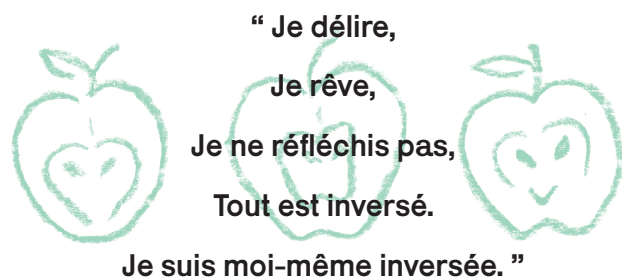 “ Je délire,
Je rêve,
Je ne réfléchis pas,
Tout est inversé.
Je suis moi-même inversée. ”